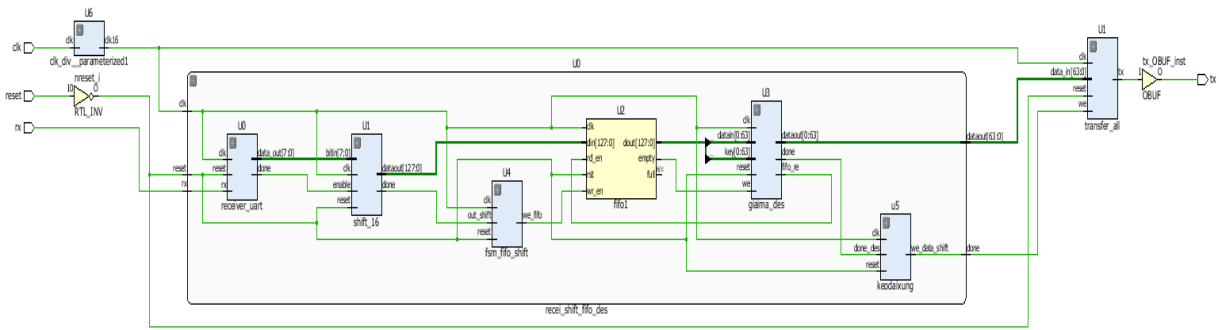 U6
clk
clk
clk16
clk_div__parameterized1
nreset_i
reset
I0
O
RTL_INV
rx
U0
clk
reset
rx
U0
clk
reset
rx
data_out[7:0]
done
receiver_uart
U1
bitin[7:0]
clk
enable
reset
dataout[127:0]
done
shift_16
U4
clk
out_shift
reset
we_fifo
fsm_fifo_shift
U2
clk
din[127:0]
rd_en
rst
wr_en
dout[127:0]
empty
full
n/c
fifo1
U3
clk
datain[0:63]
key[0:63]
reset
we
dataout[0:63]
done
fifo_re
giaima_des
u5
clk
done_des
reset
we_data_shift
keodaixung
dataout[63:0]
done
recei_shift_fifo_des
U1
clk
data_in[63:0]
reset
we
tx
transfer_all
tx_OBUF_inst
I
O
OBUF
tx